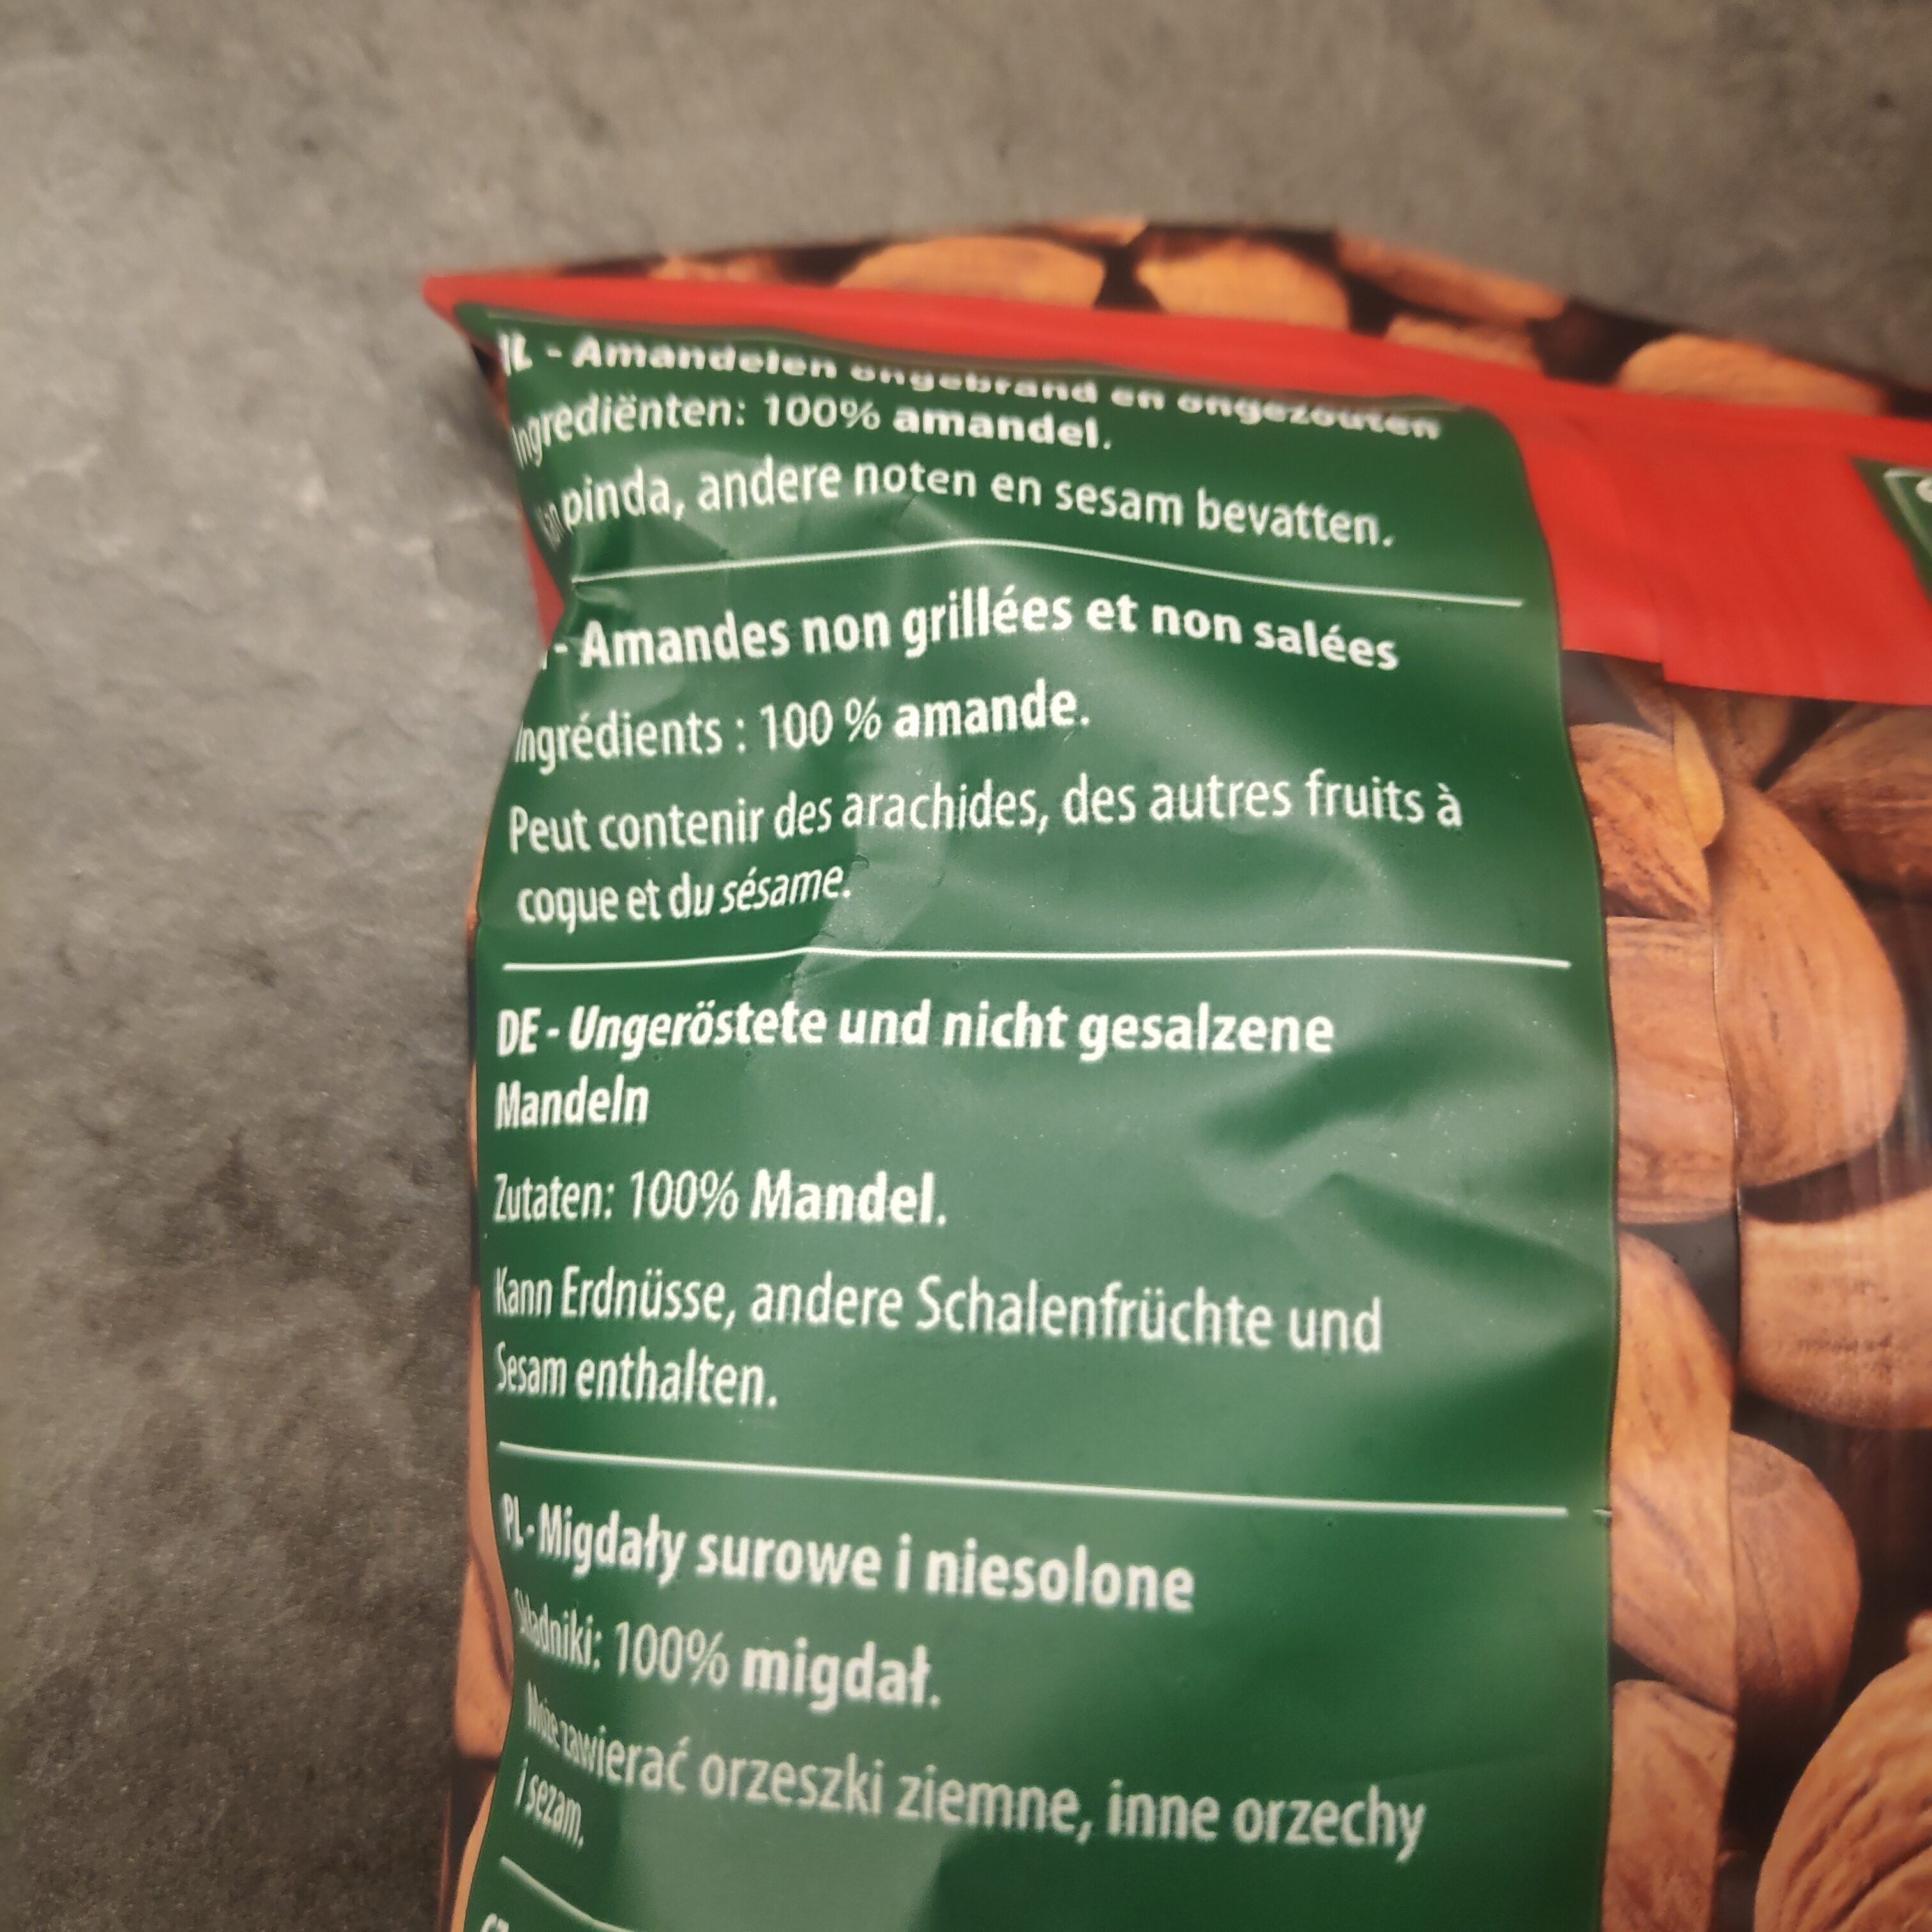 NL - Amandelen ongebrand en ongezouten
Ingrediënten: 100% amandel.
Kan pinda, andere noten en sesam bevatten.
- Amandes non grillées et non salées
Ingrédients : 100 % amande.
Peut contenir des arachides, des autres fruits à
coque et du sésame.
DE - Ungeröstete und nicht gesalzene
Mandeln
Zutaten: 100% Mandel.
Kann Erdnüsse, andere Schalenfrüchte und
Sesam enthalten.
PL - Migdały surowe i niesolone
Składniki: 100% migdał.
Może zawierać orzeszki ziemne, inne orzechy
i sezam.